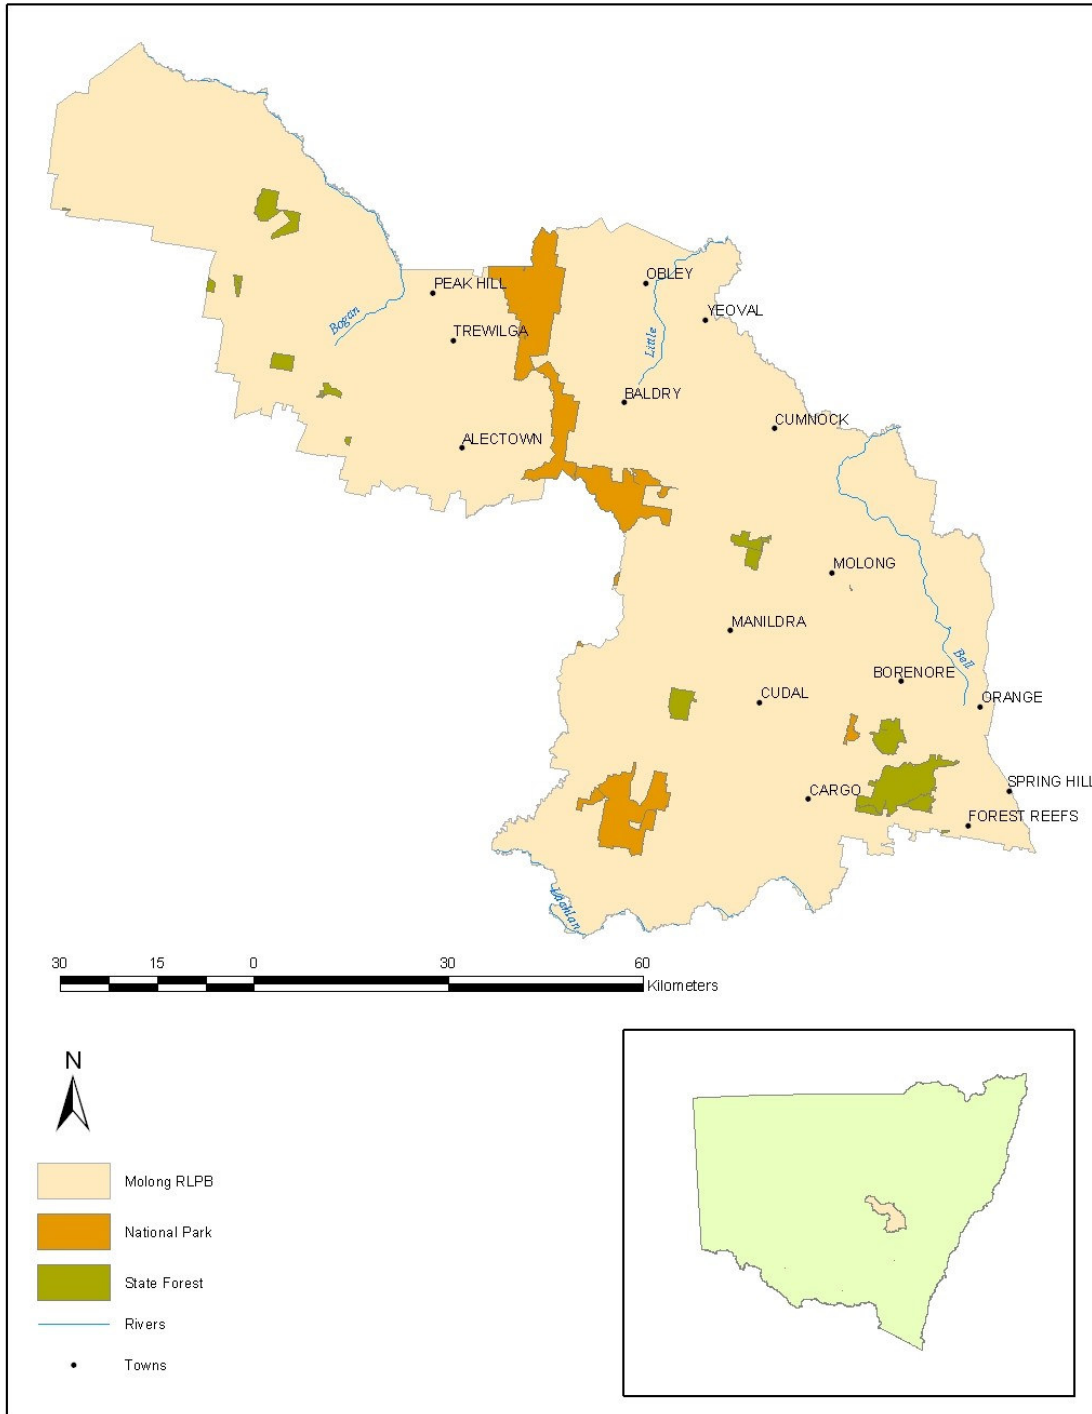 OBLEY
PEAK HILL
Bogan
YEOVAL
TREWILGA
Little
BALDRY
CUMNOCK
ALECTOWN
MOLONG
MANILDRA
Bell
BORENORE
CUDAL
ORANGE
SPRING HILL
CARGO
FOREST REEFS
Lachlan
30 15 0 30 60
Kilometers
N
Molong RLPB
National Park
State Forest
Rivers
Towns